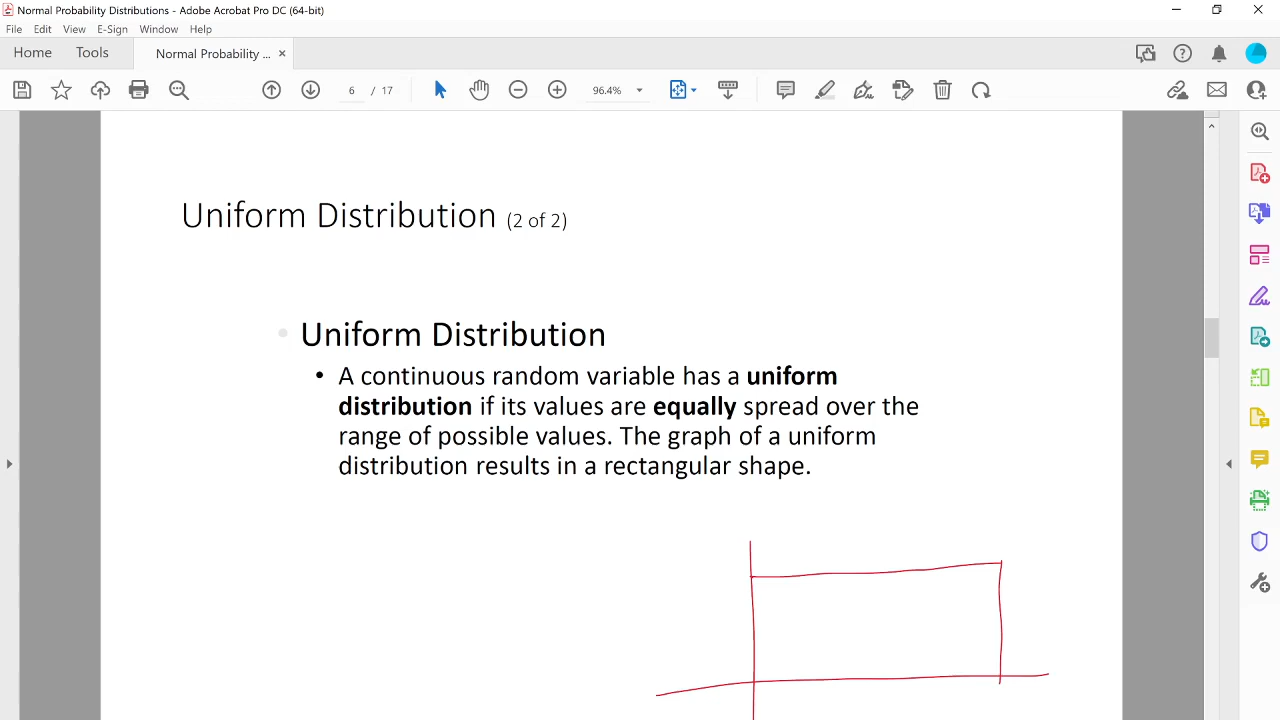 Normal Probability Distributions - Adobe Acrobat Pro DC (64-bit)
File Edit View E-Sign Window Help
Home Tools Normal Probability ... ×
6 / 17 96.4%
Uniform Distribution (2 of 2)
• Uniform Distribution
• A continuous random variable has a uniform
distribution if its values are equally spread over the
range of possible values. The graph of a uniform
distribution results in a rectangular shape.